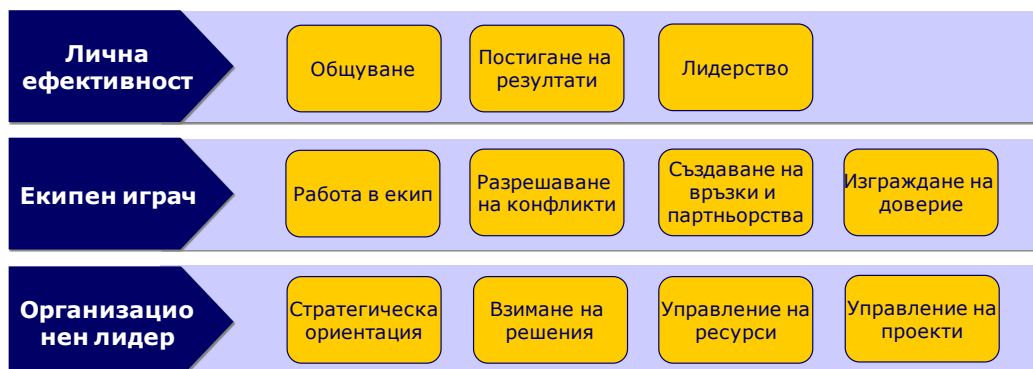 Лична
ефективност
Общуване
Постигане на
резултати
Лидерство
Екипен играч
Работа в екип
Разрешаване
на конфликти
Създаване на
връзки и
партньорства
Изграждане на
доверие
Организацио
нен лидер
Стратегическа
ориентация
Взимане на
решения
Управление на
ресурси
Управление на
проекти